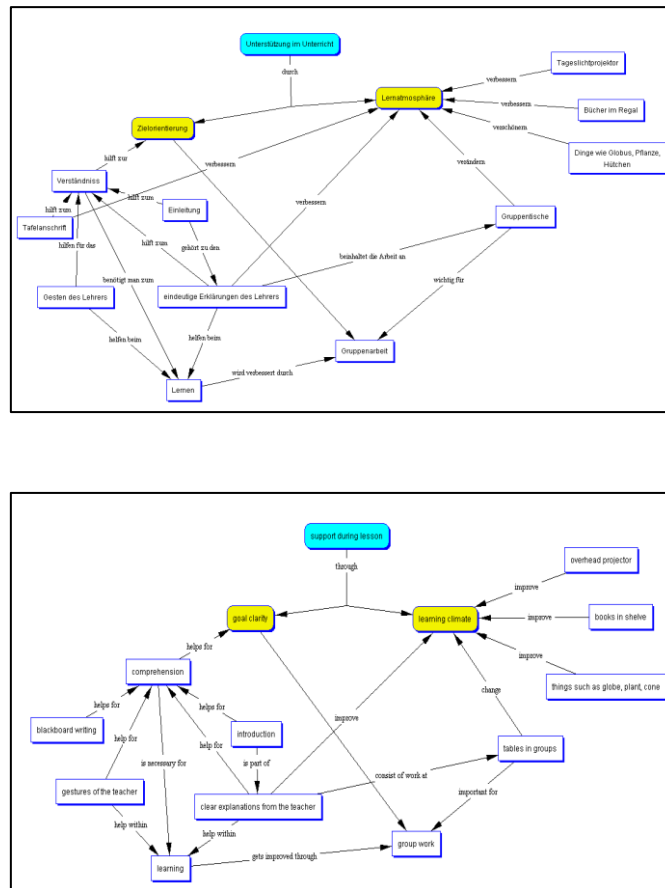 Unterstützung im Unterricht
durch
Tageslichtprojektor
verbessern
Lernatmosphäre
verbessern
Bücher im Regal
Zielorientierung
verschönern
Dinge wie Globus, Pflanze,
Hütchen
hilft zur
verbessern
Verständniss
verändern
hilft zum
Einleitung
verbessern
hilft zum
Tafelanschrift
Gruppentische
hilfen für das
hilft zum
gehört zu den
beinhaltet die Arbeit an
benötigt man zum
Gesten des Lehrers
eindeutige Erklärungen des Lehrers
wichtig für
helfen beim
helfen beim
Gruppenarbeit
Lernen
wird verbessert durch
support during lesson
through
overhead projector
improve
goal clarity
learning climate
improve
books in shelve
improve
helps for
things such as globe, plant, cone
comprehension
change
helps for
helps for
blackboard writing
help for
introduction
improve
tables in groups
is necessary for
help for
is part of
consist of work at
gestures of the teacher
clear explanations from the teacher
important for
help within
help within
group work
learning
gets improved through